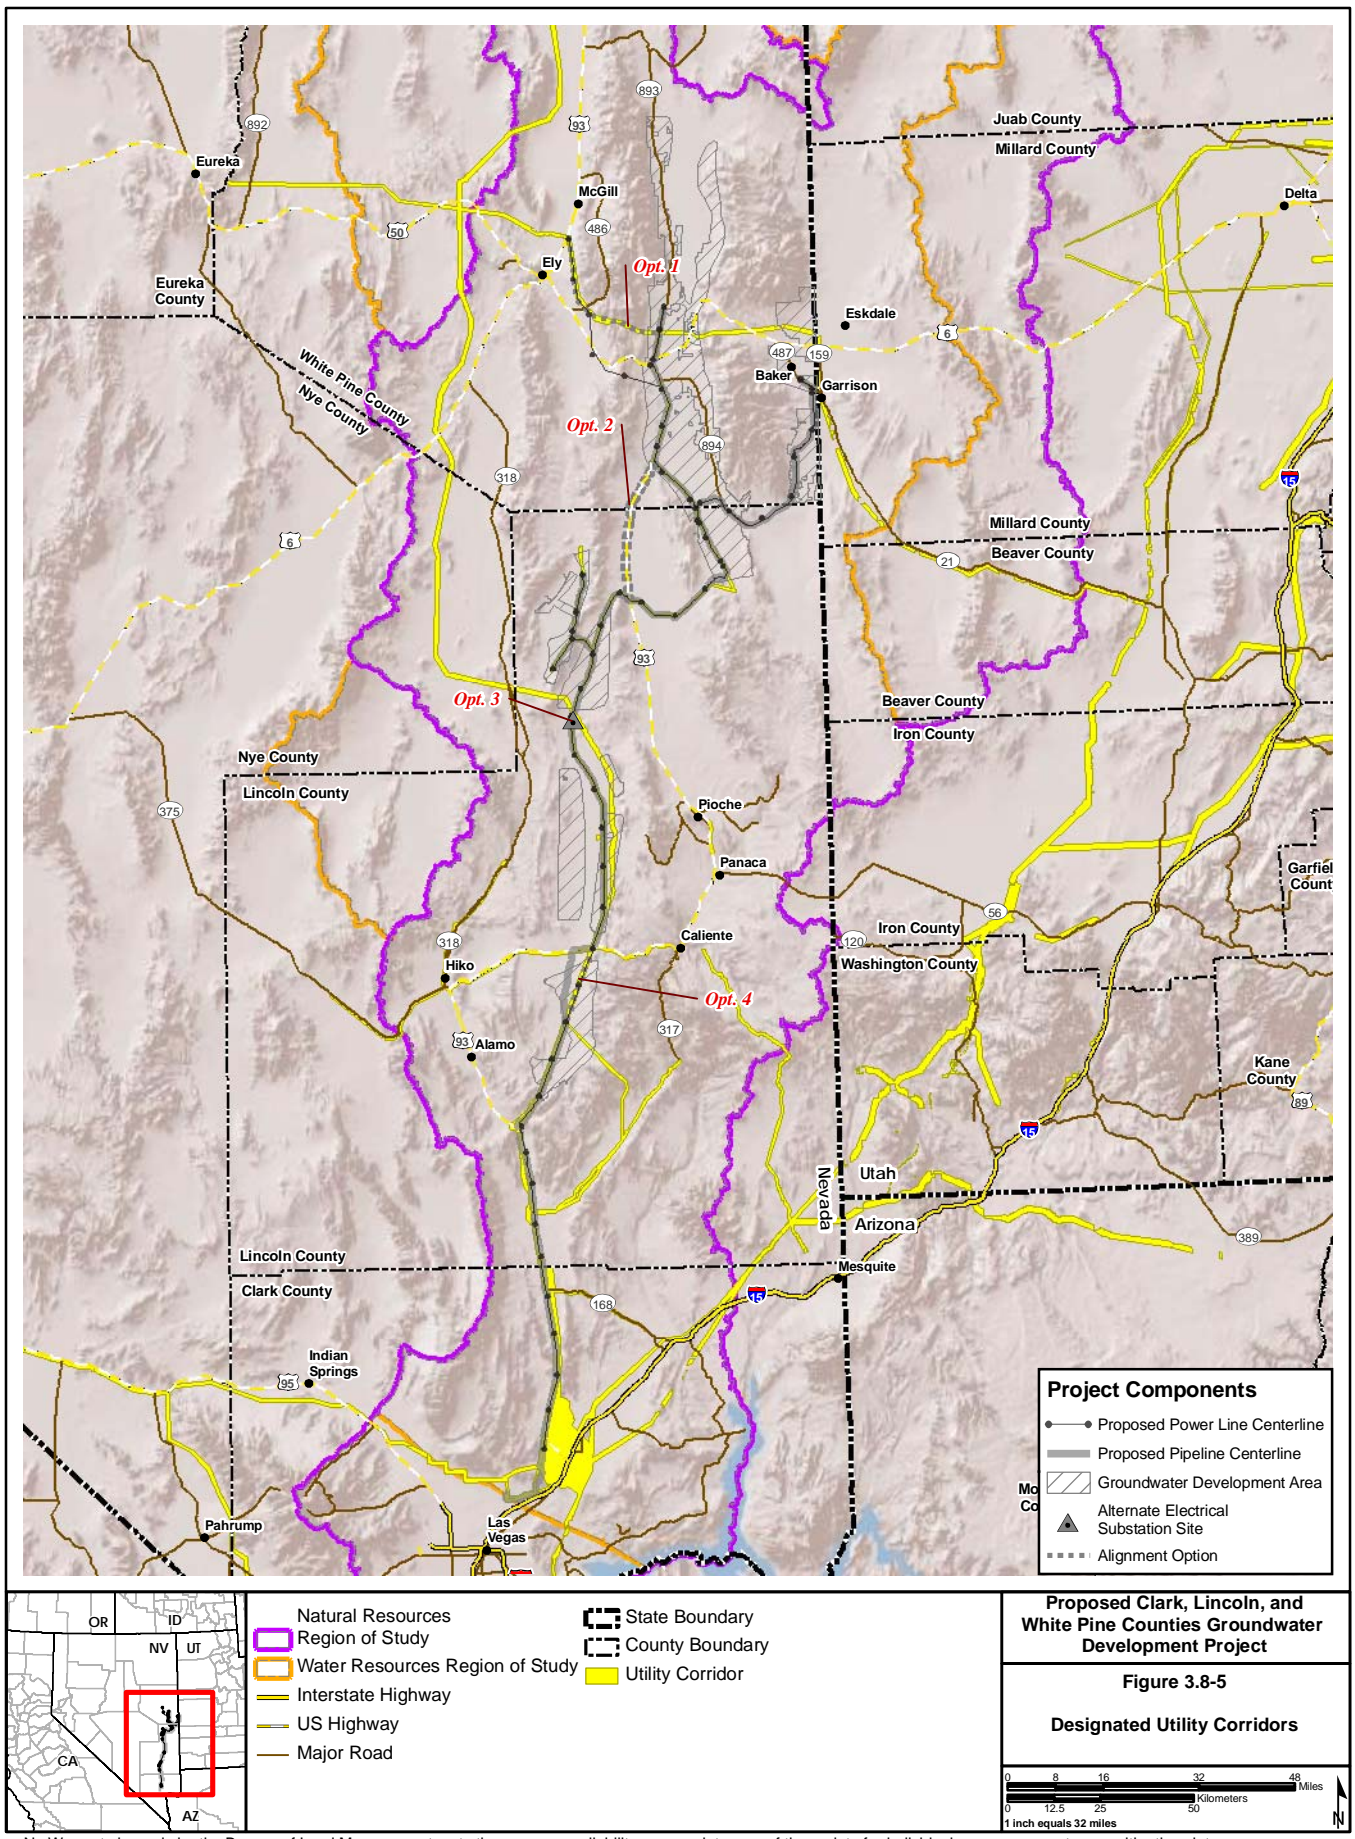 893
Juab County
Millard County
892
93
Eureka
McGill
Delta
486
50
Ely
Opt. 1
Eureka
County
Eskdale
6
487
159
Baker
Garrison
White Pine County
Nye County
Opt. 2
894
318
15
6
Millard County
Beaver County
21
93
Opt. 3
Beaver County
Iron County
Nye County
Lincoln County
375
Pioche
Panaca
56
318
Caliente
120
Iron County
Washington County
Hiko
Opt. 4
317
93
Alamo
Kane
County
89
15
Nevada
Utah
Arizona
389
Lincoln County
Clark County
Mesquite
15
168
Indian
Springs
95
Pahrump
Las
Vegas
Project Components
Proposed Power Line Centerline
Proposed Pipeline Centerline
Groundwater Development Area
Alternate Electrical
Substation Site
Alignment Option
OR
ID
NV
UT
CA
AZ
Natural Resources
Region of Study
Water Resources Region of Study
Interstate Highway
US Highway
Major Road
State Boundary
County Boundary
Utility Corridor
Proposed Clark, Lincoln, and
White Pine Counties Groundwater
Development Project
Figure 3.8-5
Designated Utility Corridors
0 8 16 32 48
Miles
Kilometers
0 12.5 25 50
1 inch equals 32 miles
N